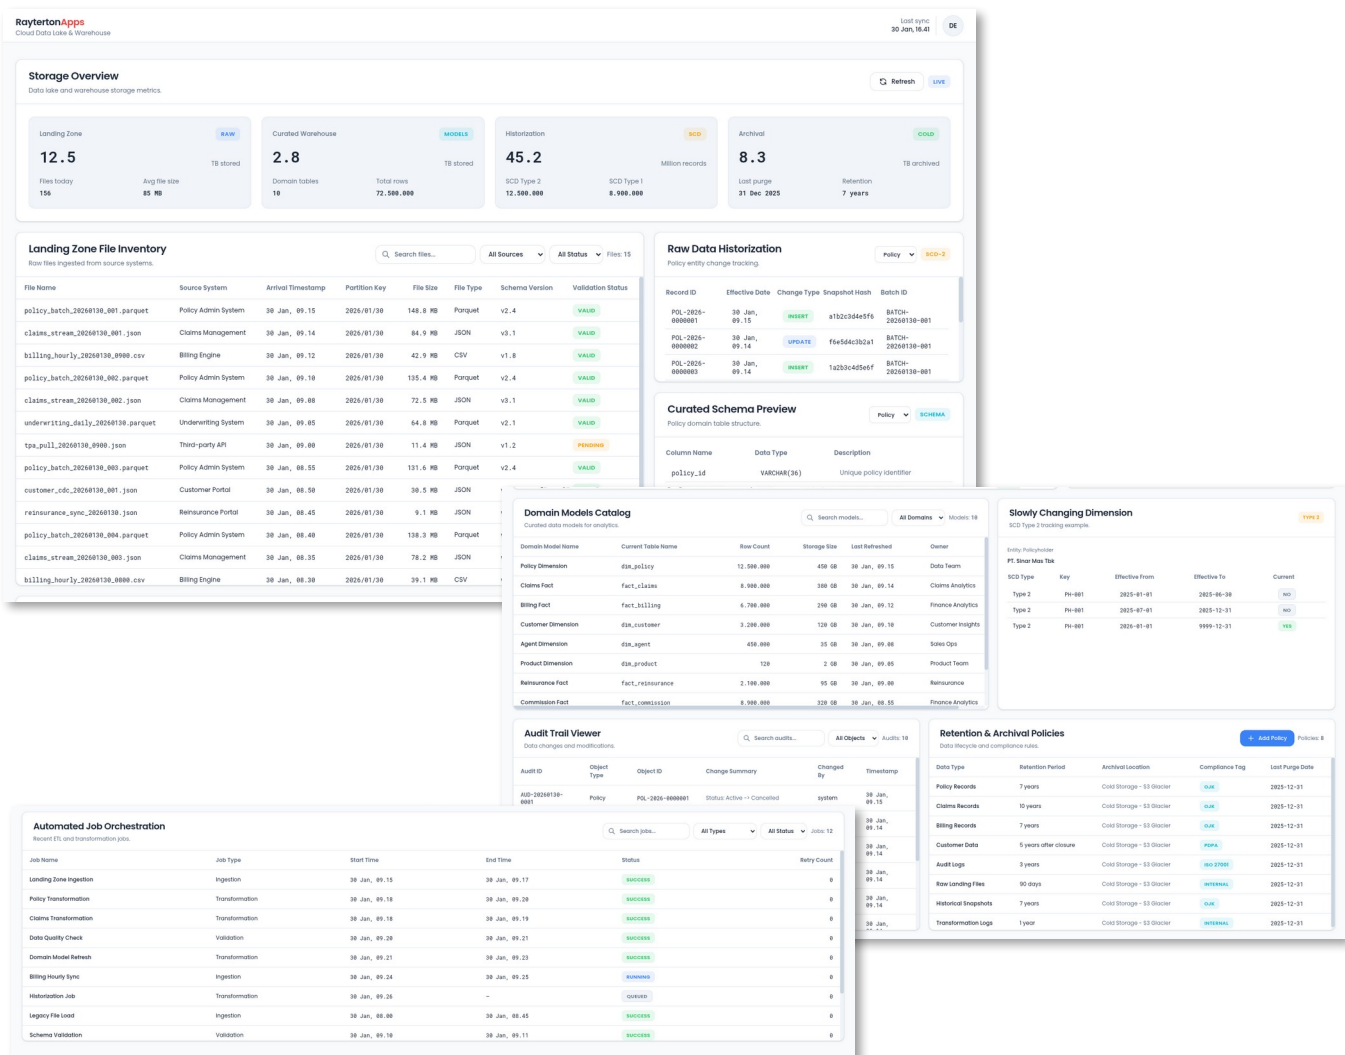 RaytertonApps
Cloud Data Lake & Warehouse
Last sync
30 Jan, 16.41
DE
Storage Overview
Data lake and warehouse storage metrics.
Refresh
LIVE
Landing Zone
RAW
12.5
TB stored
Files today
Avg file size
156
85 MB
Curated Warehouse
MODELS
2.8
TB stored
Domain tables
Total rows
10
72.500.000
Historization
SCD
45.2
Million records
SCD Type 2
SCD Type 1
12.500.000
8.900.000
Archival
COLD
8.3
TB archived
Last purge
Retention
31 Dec 2025
7 years
Landing Zone File Inventory
Raw files ingested from source systems.
Search files...
All Sources
All Status
Files: 15
File Name Source System Arrival Timestamp Partition Key File Size File Type Schema Version Validation Status
policy_batch_20260130_001.parquet Policy Admin System 30 Jan, 09.15 2026/01/30 148.8 MB Parquet v2.4 VALID
claims_stream_20260130_001.json Claims Management 30 Jan, 09.14 2026/01/30 84.9 MB JSON v3.1 VALID
billing_hourly_20260130_0900.csv Billing Engine 30 Jan, 09.12 2026/01/30 42.9 MB CSV v1.8 VALID
policy_batch_20260130_002.parquet Policy Admin System 30 Jan, 09.10 2026/01/30 135.4 MB Parquet v2.4 VALID
claims_stream_20260130_002.json Claims Management 30 Jan, 09.08 2026/01/30 72.5 MB JSON v3.1 VALID
underwriting_daily_20260130.parquet Underwriting System 30 Jan, 09.05 2026/01/30 64.8 MB Parquet v2.1 VALID
tpa_pull_20260130_0900.json Third-party API 30 Jan, 09.00 2026/01/30 11.4 MB JSON v1.2 PENDING
policy_batch_20260130_003.parquet Policy Admin System 30 Jan, 08.55 2026/01/30 131.6 MB Parquet v2.4 VALID
customer_cdc_20260130_001.json Customer Portal 30 Jan, 08.50 2026/01/30 30.5 MB JSON
reinsurance_sync_20260130.json Reinsurance Portal 30 Jan, 08.45 2026/01/30 9.1 MB JSON
policy_batch_20260130_004.parquet Policy Admin System 30 Jan, 08.40 2026/01/30 138.3 MB Parquet
claims_stream_20260130_003.json Claims Management 30 Jan, 08.35 2026/01/30 78.2 MB JSON
billing_hourly_20260130_0800.csv Billing Engine 30 Jan, 08.30 2026/01/30 39.1 MB CSV
Raw Data Historization
Policy entity change tracking.
Policy
SCD-2
Record ID Effective Date Change Type Snapshot Hash Batch ID
POL-2026-0000001 30 Jan, 09.15 INSERT a1b2c3d4e5f6 BATCH-20260130-001
POL-2026-0000002 30 Jan, 09.14 UPDATE f6e5d4c3b2a1 BATCH-20260130-001
POL-2026-0000003 30 Jan, 09.14 INSERT 1a2b3c4d5e6f BATCH-20260130-001
Curated Schema Preview
Policy domain table structure.
Policy
SCHEMA
Column Name Data Type Description
policy_id VARCHAR(36) Unique policy identifier
Domain Models Catalog
Curated data models for analytics.
Search models...
All Domains
Models: 10
Domain Model Name Current Table Name Row Count Storage Size Last Refreshed Owner
Policy Dimension dim_policy 12.500.000 450 GB 30 Jan, 09.15 Data Team
Claims Fact fact_claims 8.900.000 380 GB 30 Jan, 09.14 Claims Analytics
Billing Fact fact_billing 6.700.000 290 GB 30 Jan, 09.12 Finance Analytics
Customer Dimension dim_customer 3.200.000 120 GB 30 Jan, 09.10 Customer Insights
Agent Dimension dim_agent 450.000 35 GB 30 Jan, 09.08 Sales Ops
Product Dimension dim_product 120 2 GB 30 Jan, 09.05 Product Team
Reinsurance Fact fact_reinsurance 2.100.000 95 GB 30 Jan, 09.00 Reinsurance
Commission Fact fact_commission 8.900.000 320 GB 30 Jan, 08.55 Finance Analytics
Slowly Changing Dimension
SCD Type 2 tracking example.
TYPE 2
Entity: Policyholder
PT. Sinar Mas Tbk
SCD Type Key Effective From Effective To Current
Type 2 PH-001 2025-01-01 2025-06-30 NO
Type 2 PH-001 2025-07-01 2025-12-31 NO
Type 2 PH-001 2026-01-01 9999-12-31 YES
Audit Trail Viewer
Data changes and modifications.
Search audits...
All Objects
Audits: 10
Audit ID Object Type Object ID Change Summary Changed By Timestamp
AUD-20260130-0001 Policy POL-2026-0000001 Status: Active -> Cancelled system 30 Jan, 09.15
30 Jan, 09.14
30 Jan, 09.14
30 Jan, 09.14
30 Jan, 09.14
30 Jan,
Retention & Archival Policies
Data lifecycle and compliance rules.
+ Add Policy
Policies: 8
Data Type Retention Period Archival Location Compliance Tag Last Purge Date
Policy Records 7 years Cold Storage - S3 Glacier OJK 2025-12-31
Claims Records 10 years Cold Storage - S3 Glacier OJK 2025-12-31
Billing Records 7 years Cold Storage - S3 Glacier OJK 2025-12-31
Customer Data 5 years after closure Cold Storage - S3 Glacier PDPA 2025-12-31
Audit Logs 3 years Cold Storage - S3 Glacier ISO 27001 2025-12-31
Raw Landing Files 90 days Cold Storage - S3 Glacier INTERNAL 2025-12-31
Historical Snapshots 7 years Cold Storage - S3 Glacier OJK 2025-12-31
Transformation Logs 1 year Cold Storage - S3 Glacier INTERNAL 2025-12-31
Automated Job Orchestration
Recent ETL and transformation jobs.
Search jobs...
All Types
All Status
Jobs: 12
Job Name Job Type Start Time End Time Status Retry Count
Landing Zone Ingestion Ingestion 30 Jan, 09.15 30 Jan, 09.17 SUCCESS 0
Policy Transformation Transformation 30 Jan, 09.18 30 Jan, 09.20 SUCCESS 0
Claims Transformation Transformation 30 Jan, 09.18 30 Jan, 09.19 SUCCESS 0
Data Quality Check Validation 30 Jan, 09.20 30 Jan, 09.21 SUCCESS 0
Domain Model Refresh Transformation 30 Jan, 09.21 30 Jan, 09.23 SUCCESS 0
Billing Hourly Sync Ingestion 30 Jan, 09.24 30 Jan, 09.25 RUNNING 0
Historization Job Transformation 30 Jan, 09.26 - QUEUED 0
Legacy File Load Ingestion 30 Jan, 08.00 30 Jan, 08.45 SUCCESS 0
Schema Validation Validation 30 Jan, 09.10 30 Jan, 09.11 SUCCESS 0